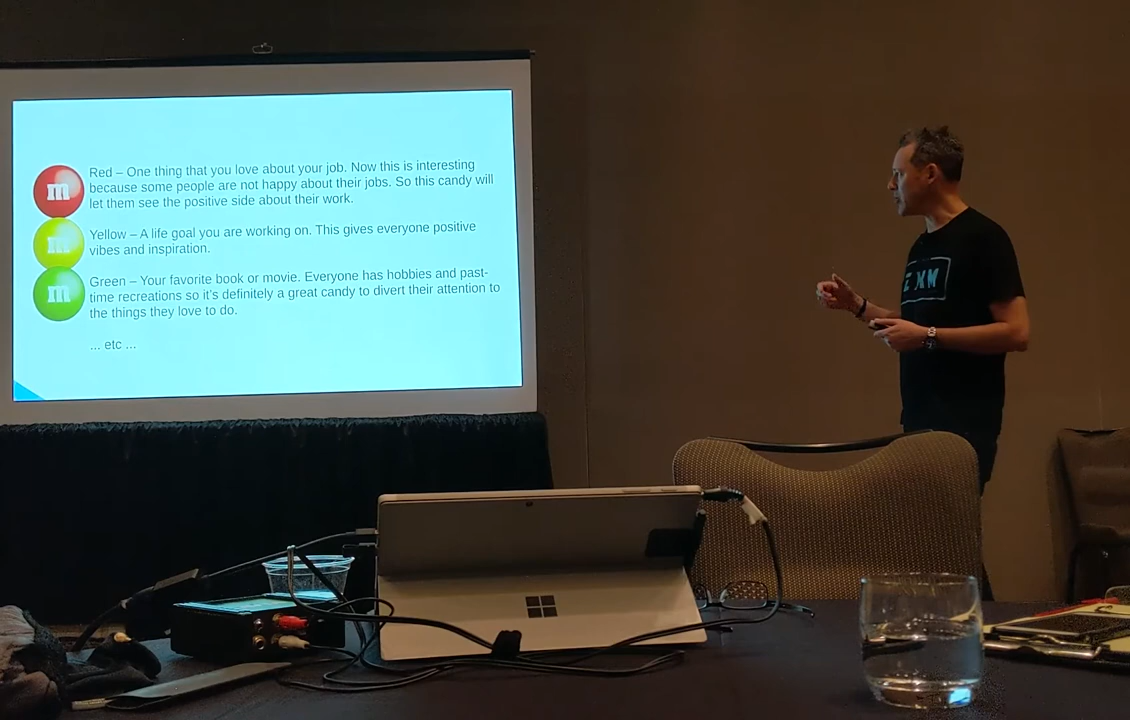 Red – One thing that you love about your job. Now this is interesting
because some people are not happy about their jobs. So this candy will
let them see the positive side about their work.
Yellow – A life goal you are working on. This gives everyone positive
vibes and inspiration.
Green – Your favorite book or movie. Everyone has hobbies and past-
time recreations so it's definitely a great candy to divert their attention to
the things they love to do.
... etc ...
m
m
m